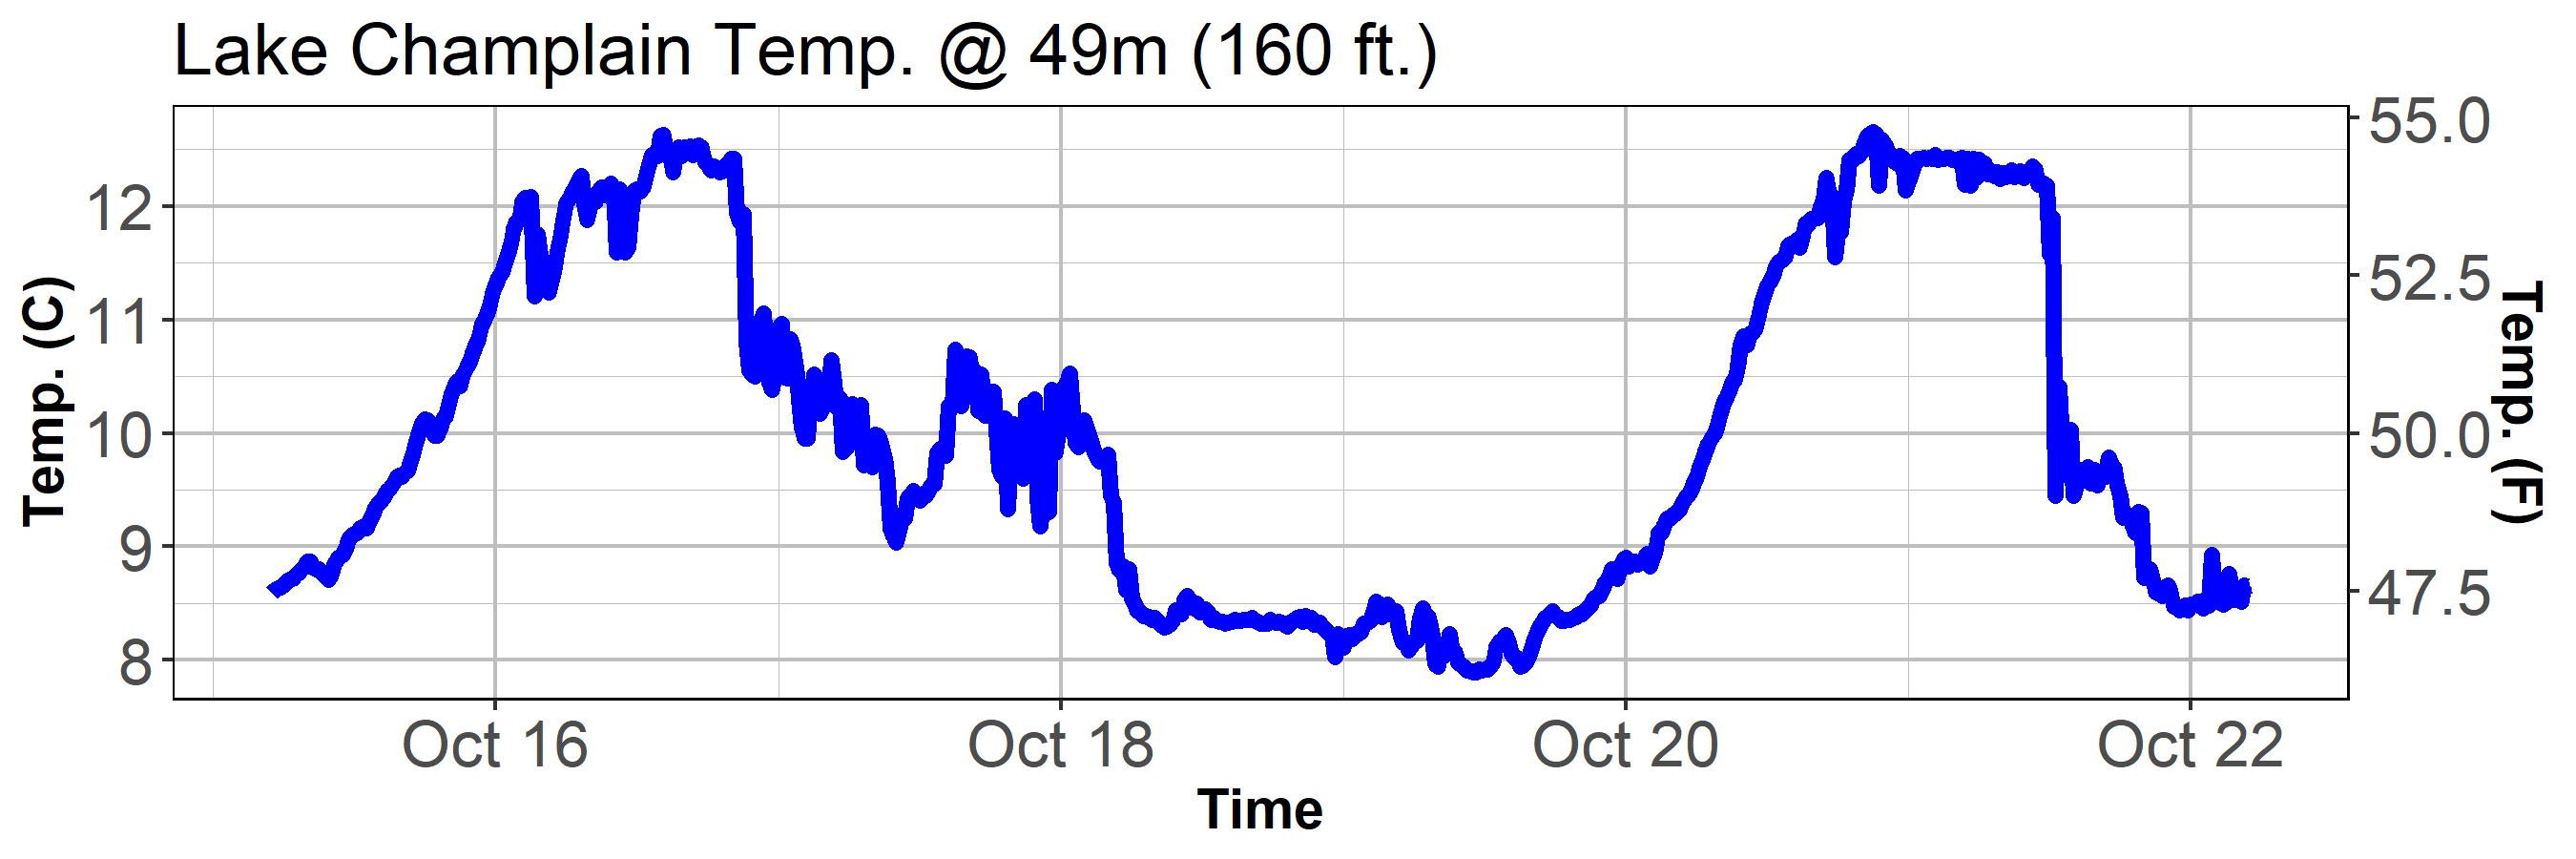 Lake Champlain Temp. @ 49m (160 ft.)
Temp. (C)
12
11
10
9
8
55.0
52.5
50.0
47.5
Temp. (F)
Oct 16 Oct 18 Oct 20 Oct 22
Time